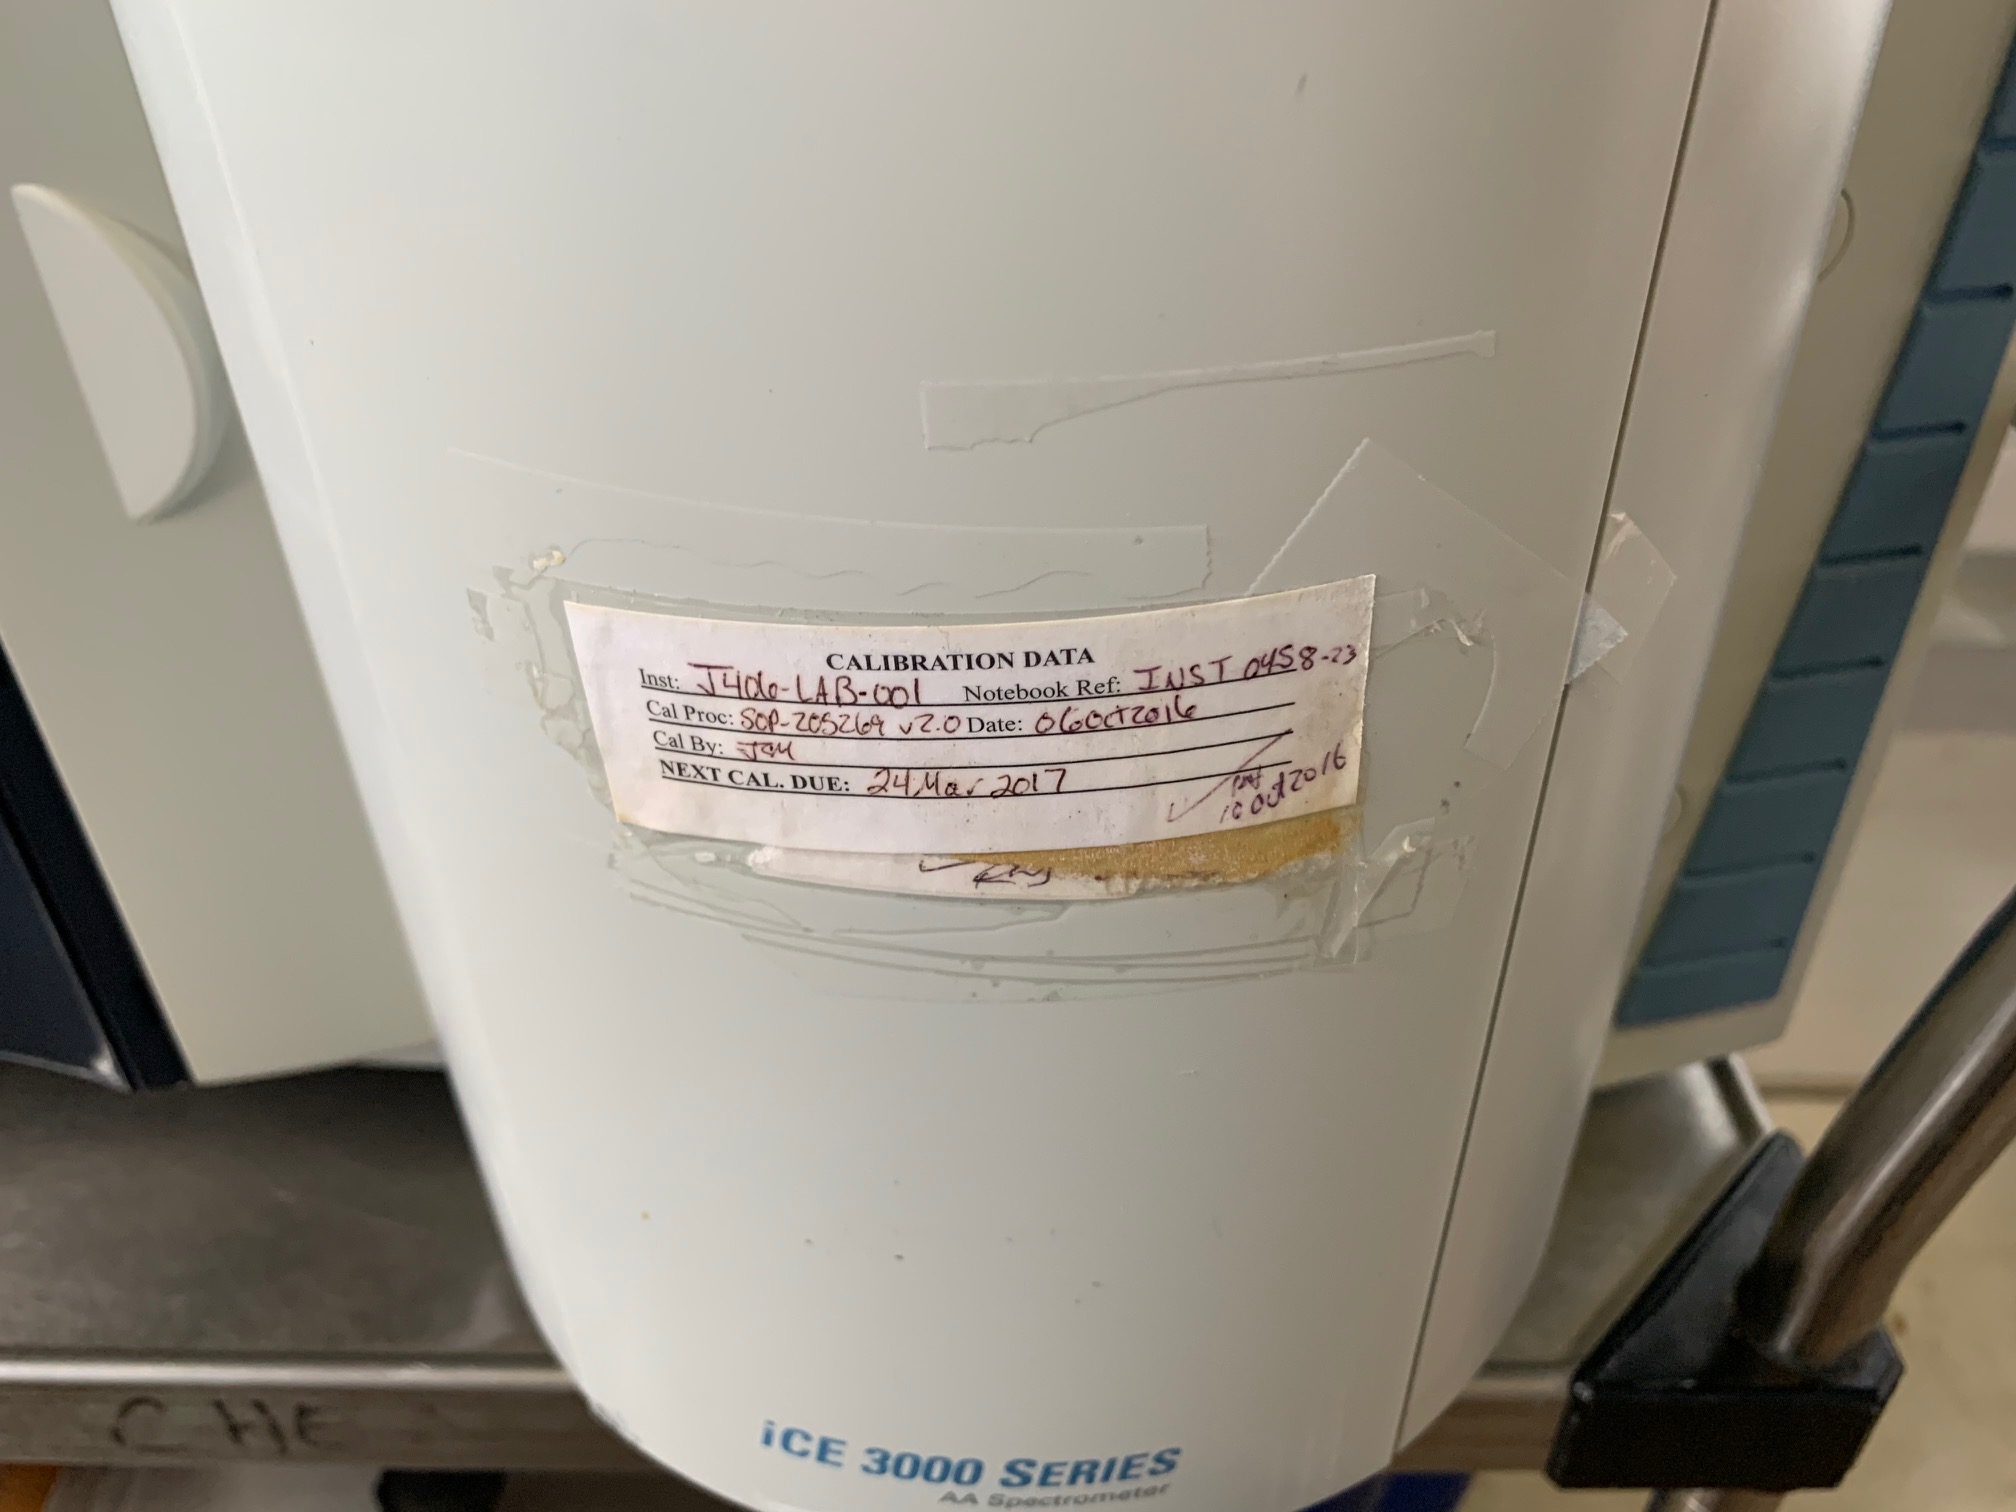 CALIBRATION DATA
Inst: J406-LAB-001 Notebook Ref: INST 0458-23
Cal Proc: SOP-205269 v2.0 Date: 06Oct2016
Cal By:
NEXT CAL. DUE: 24Mar2017
10Oct2016
iCE 3000 SERIES
AA Spectrometer
CHE